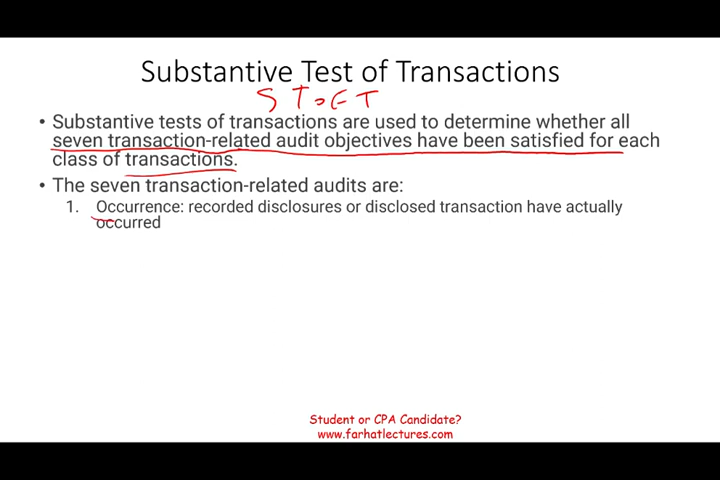 Substantive Test of Transactions
S T o F T
• Substantive tests of transactions are used to determine whether all
seven transaction-related audit objectives have been satisfied for each
class of transactions.
• The seven transaction-related audits are:
1. Occurrence: recorded disclosures or disclosed transaction have actually
occurred
Student or CPA Candidate?
www.farhatlectures.com